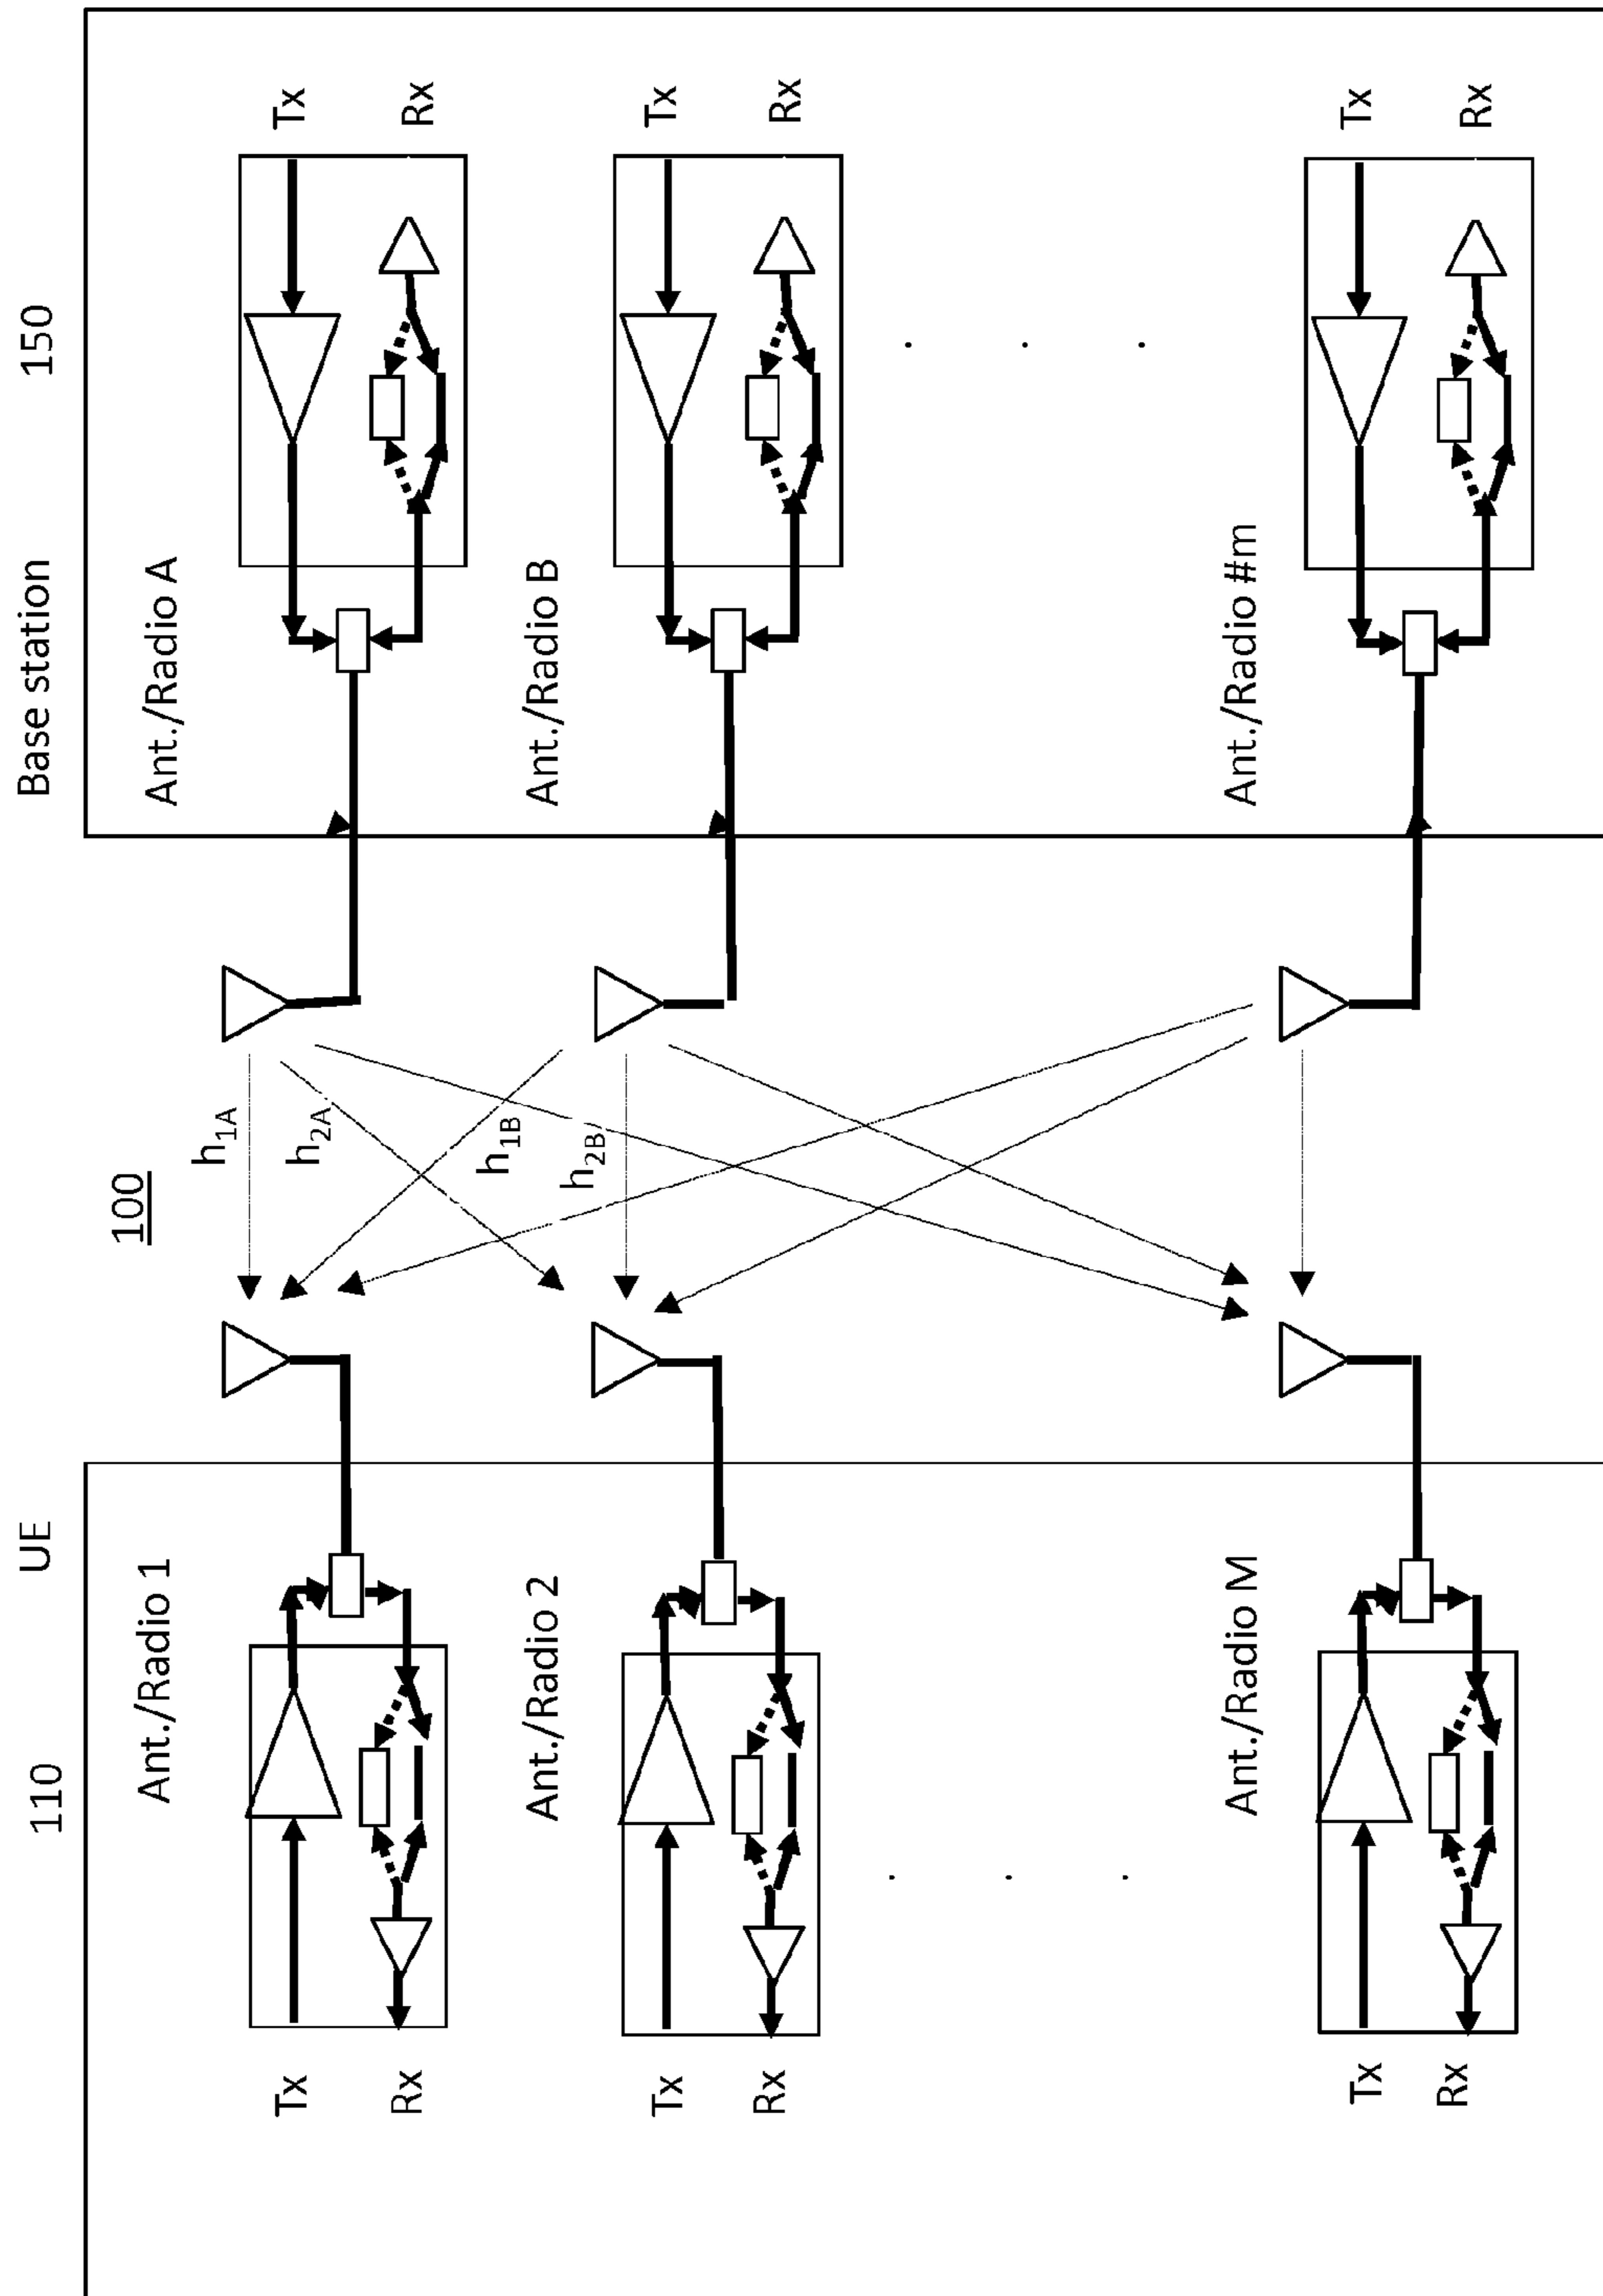 110
UE
100
Base station
150
Ant./Radio 1
Tx
Rx
Ant./Radio 2
Tx
Rx
. . .
Ant./Radio M
Tx
Rx
h1A
h2A
h1B
h2B
Ant./Radio A
Tx
Rx
Ant./Radio B
Tx
Rx
. . .
Ant./Radio #m
Tx
Rx